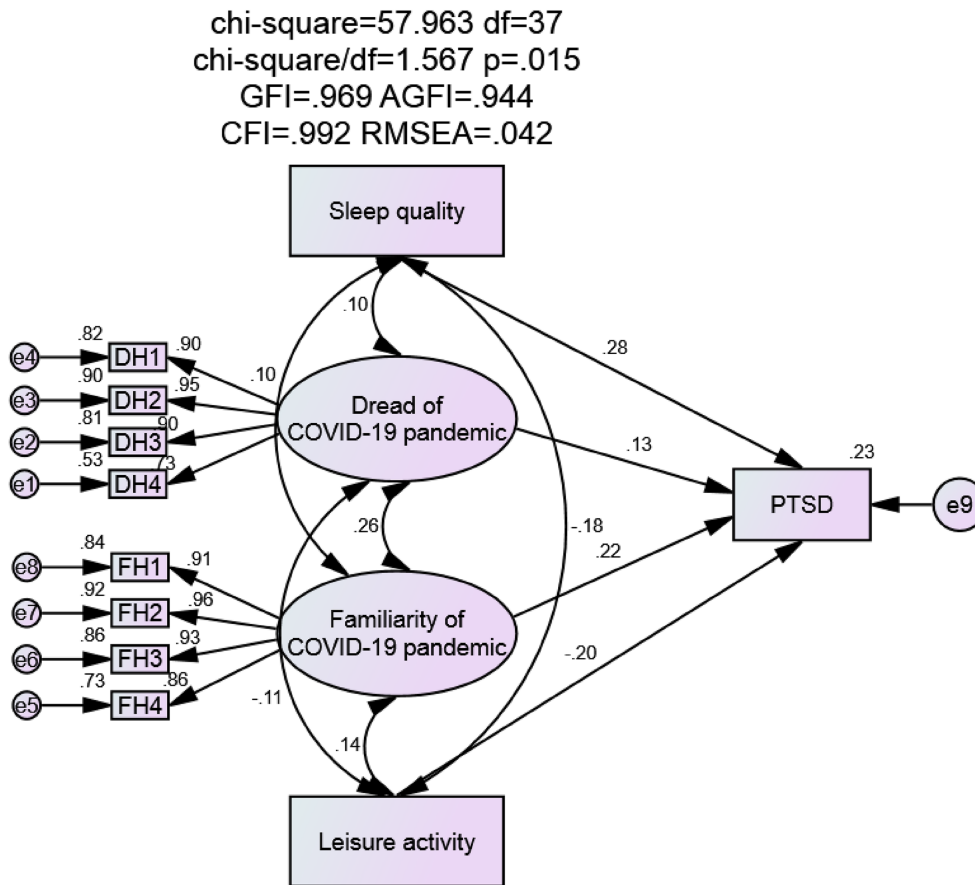 chi-square=57.963 df=37
chi-square/df=1.567 p=.015
GFI=.969 AGFI=.944
CFI=.992 RMSEA=.042
Sleep quality
.10
.28
.82
e4
DH1
.90
.10
.90
e3
DH2
.95
.81
e2
DH3
.90
.53
e1
DH4
.73
Dread of
COVID-19 pandemic
.13
.23
PTSD
e9
.26
-.18
.22
.84
e8
FH1
.91
.92
e7
FH2
.96
.86
e6
FH3
.93
.73
e5
FH4
.86
Familiarity of
COVID-19 pandemic
-.20
-.11
.14
Leisure activity